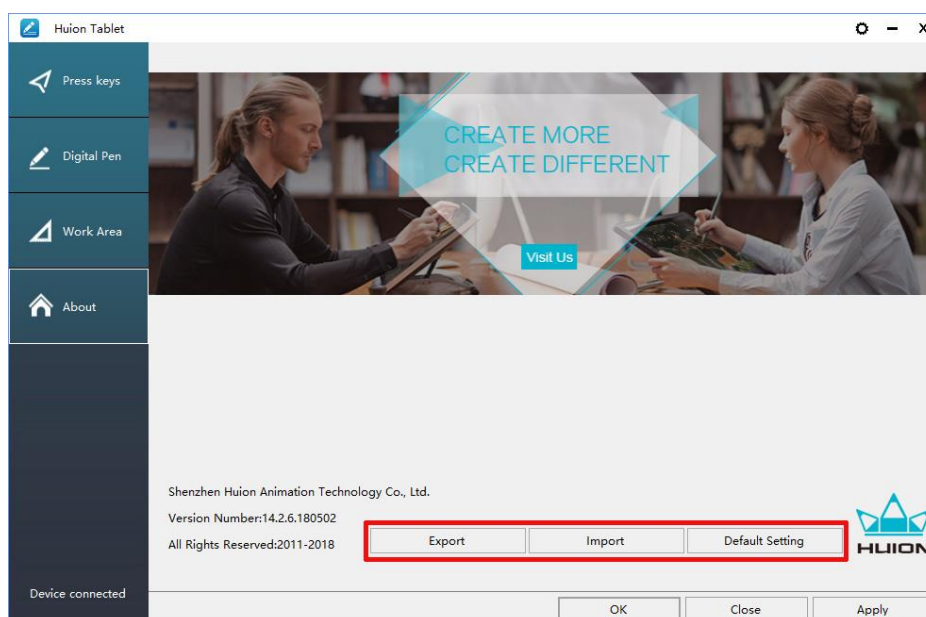 Huion Tablet
Press keys
CREATE MORE
CREATE DIFFERENT
Digital Pen
Work Area
Visit Us
About
Shenzhen Huion Animation Technology Co., Ltd.
Version Number:14.2.6.180502
All Rights Reserved:2011-2018
Export Import Default Setting
HUION
Device connected
OK Close Apply